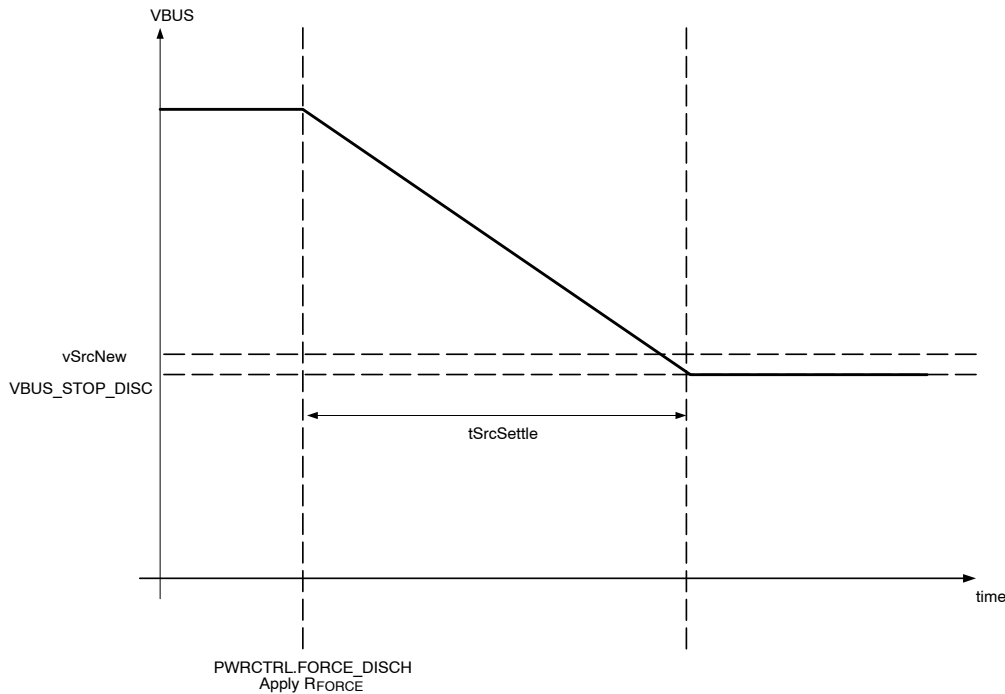 VBUS
vSrcNew
VBUS_STOP_DISC
tSrcSettle
time
PWRCTRL.FORCE_DISCH
Apply RFORCE